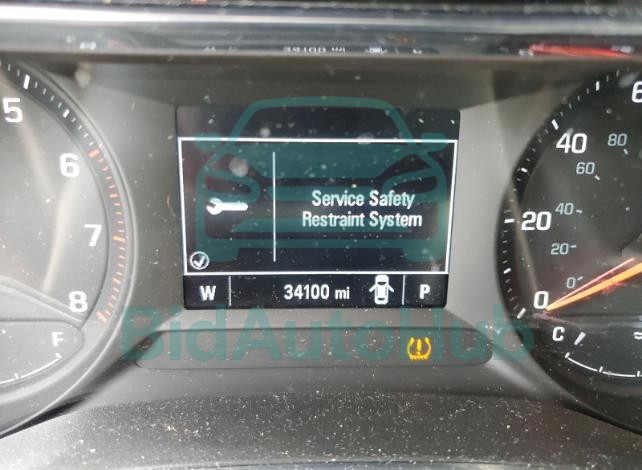 34100 mi
5
6
7
8
F
Service Safety
Restraint System
W 34100 mi P
BidAutoHub
6
40
20
0
80
60
40
20
0
C